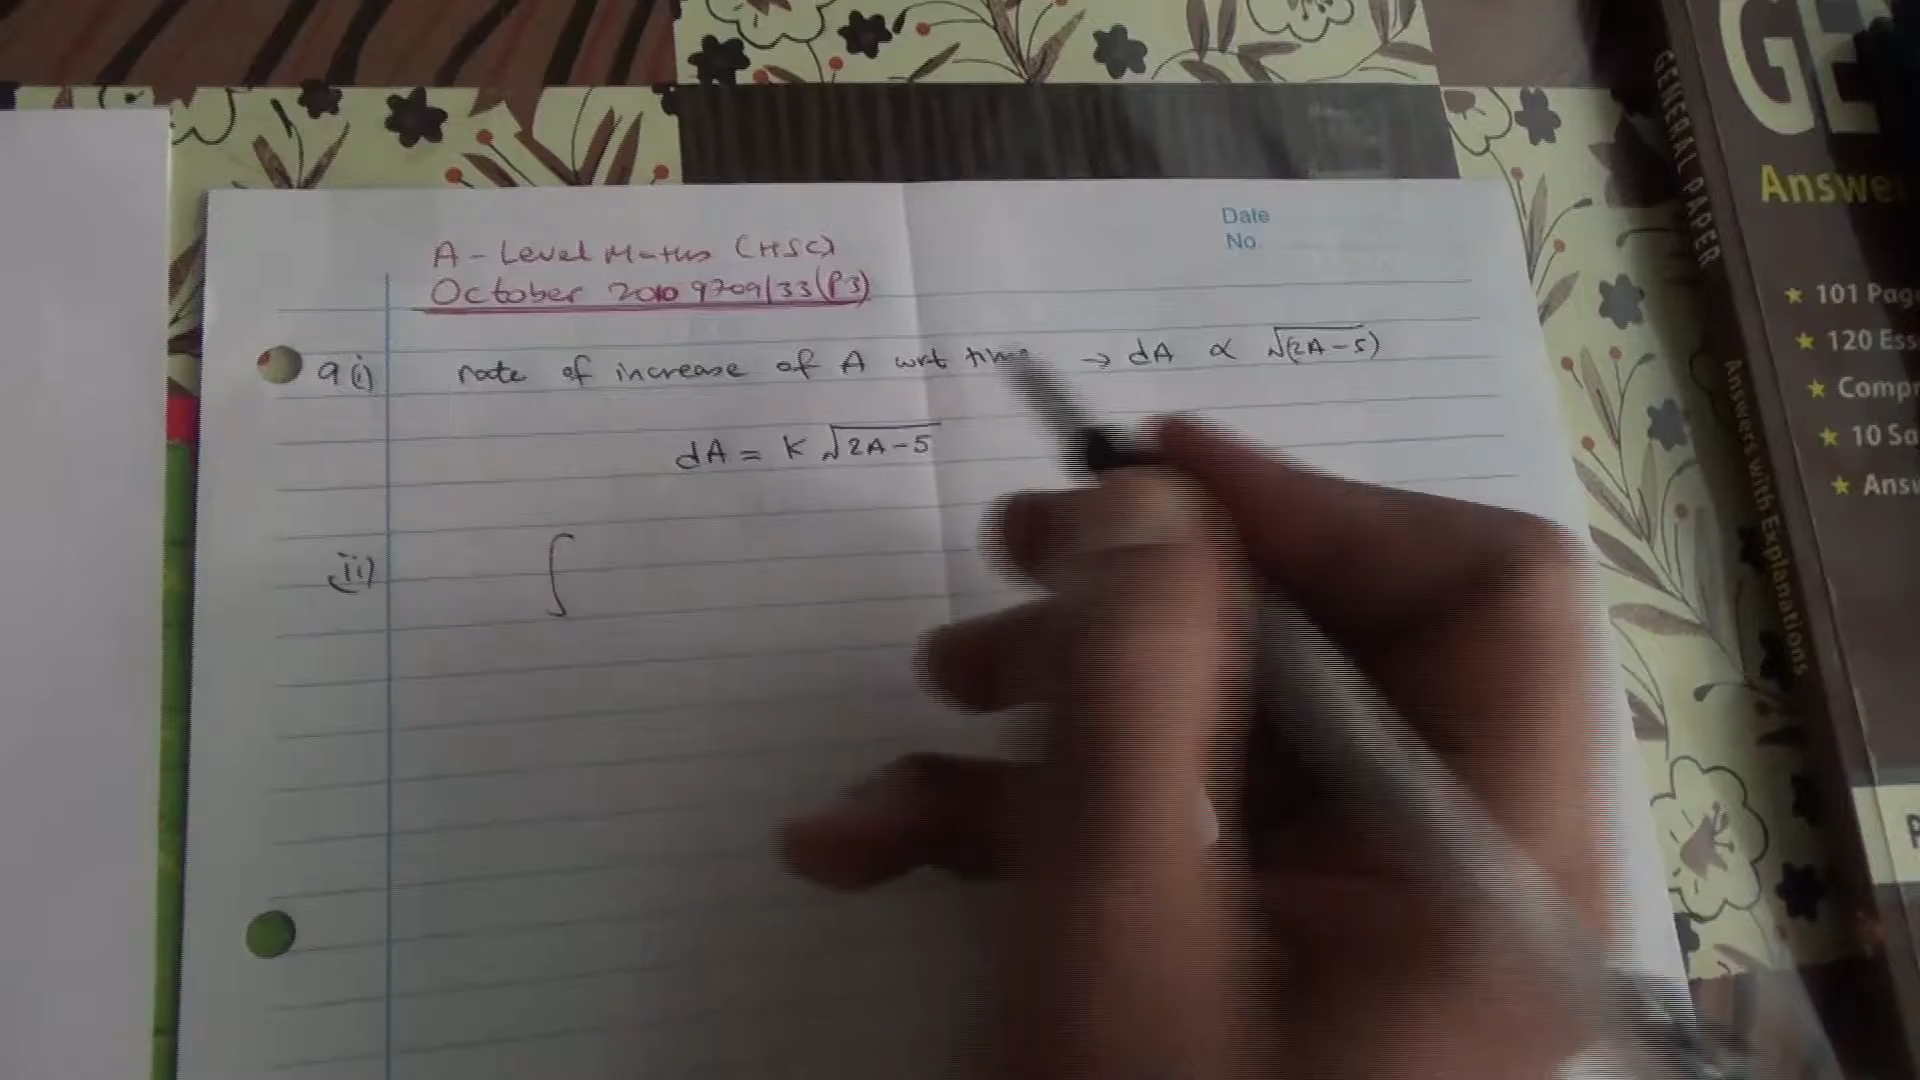 A-Level Maths (HSC)
October 2010 9709/33 (P3)
Date
No.
9(i) rate of increase of A wrt time → dA ∝ √(2A-5)
dA = K √2A-5
(ii) ∫
GENERAL PAPER
Answers with Explanations
GE
Answe
★ 101 Pag
★ 120 Ess
★ Compr
★ 10 Sa
★ Answ